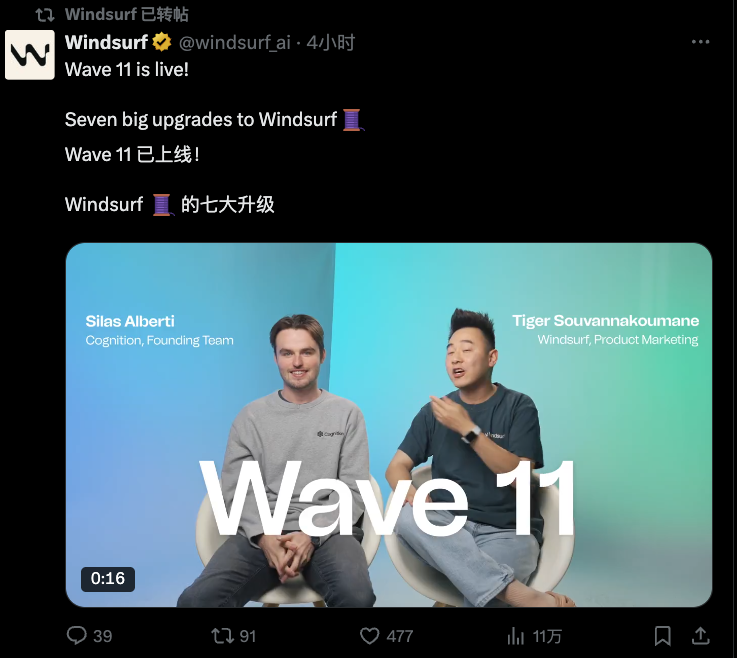 Windsurf 已转帖
Windsurf @windsurf_ai · 4小时
Wave 11 is live!
Seven big upgrades to Windsurf 🧵
Wave 11 已上线！
Windsurf 🧵 的七大升级
Silas Alberti
Cognition, Founding Team
Tiger Souvannakoumane
Windsurf, Product Marketing
Cognition
Windsurf
Wave 11
0:16
39 91 477 11万